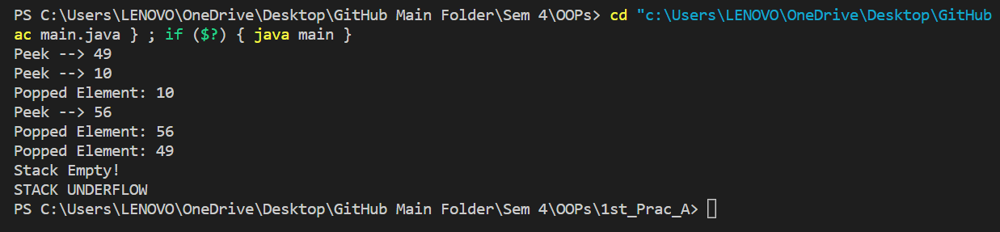 PS C:\Users\LENOVO\OneDrive\Desktop\GitHub Main Folder\Sem 4\OOPs> cd "c:\Users\LENOVO\OneDrive\Desktop\GitHub
ac main.java } ; if ($?) { java main }
Peek --> 49
Peek --> 10
Popped Element: 10
Peek --> 56
Popped Element: 56
Popped Element: 49
Stack Empty!
STACK UNDERFLOW
PS C:\Users\LENOVO\OneDrive\Desktop\GitHub Main Folder\Sem 4\OOPs\1st_Prac_A>